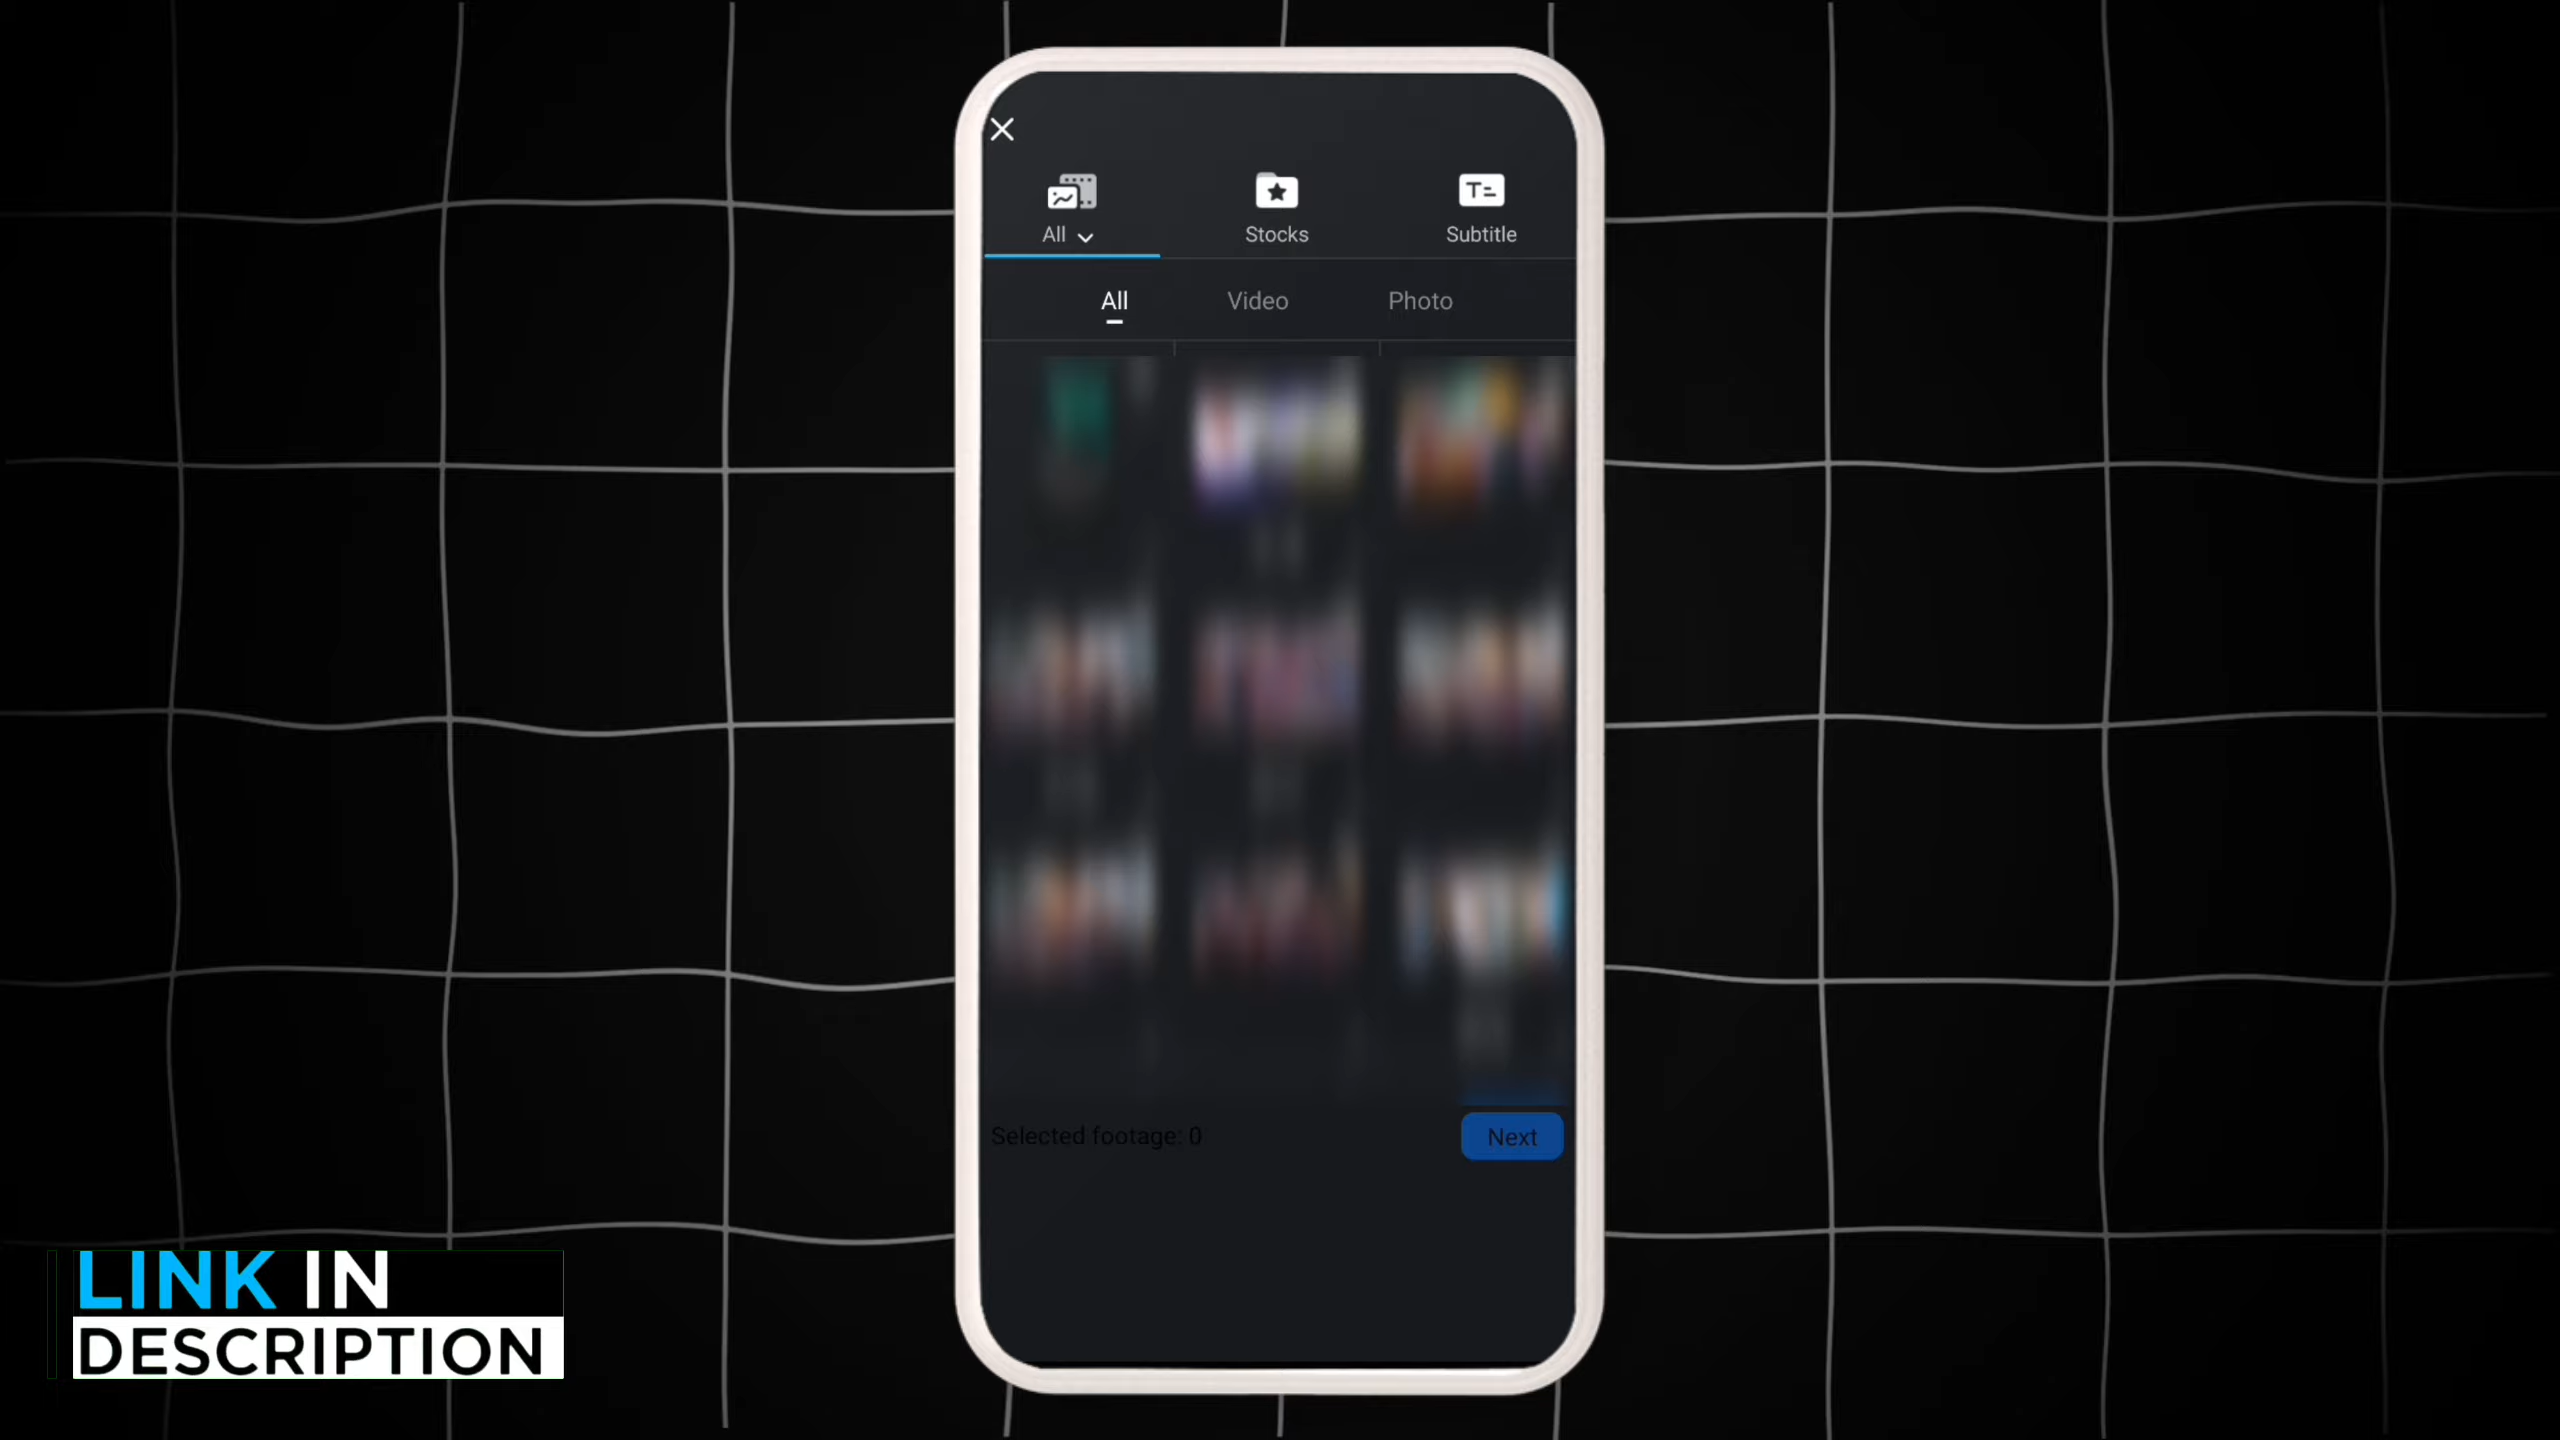 All
Stocks
Subtitle
All
Video
Photo
Selected footage: 0
Next
LINK IN
DESCRIPTION